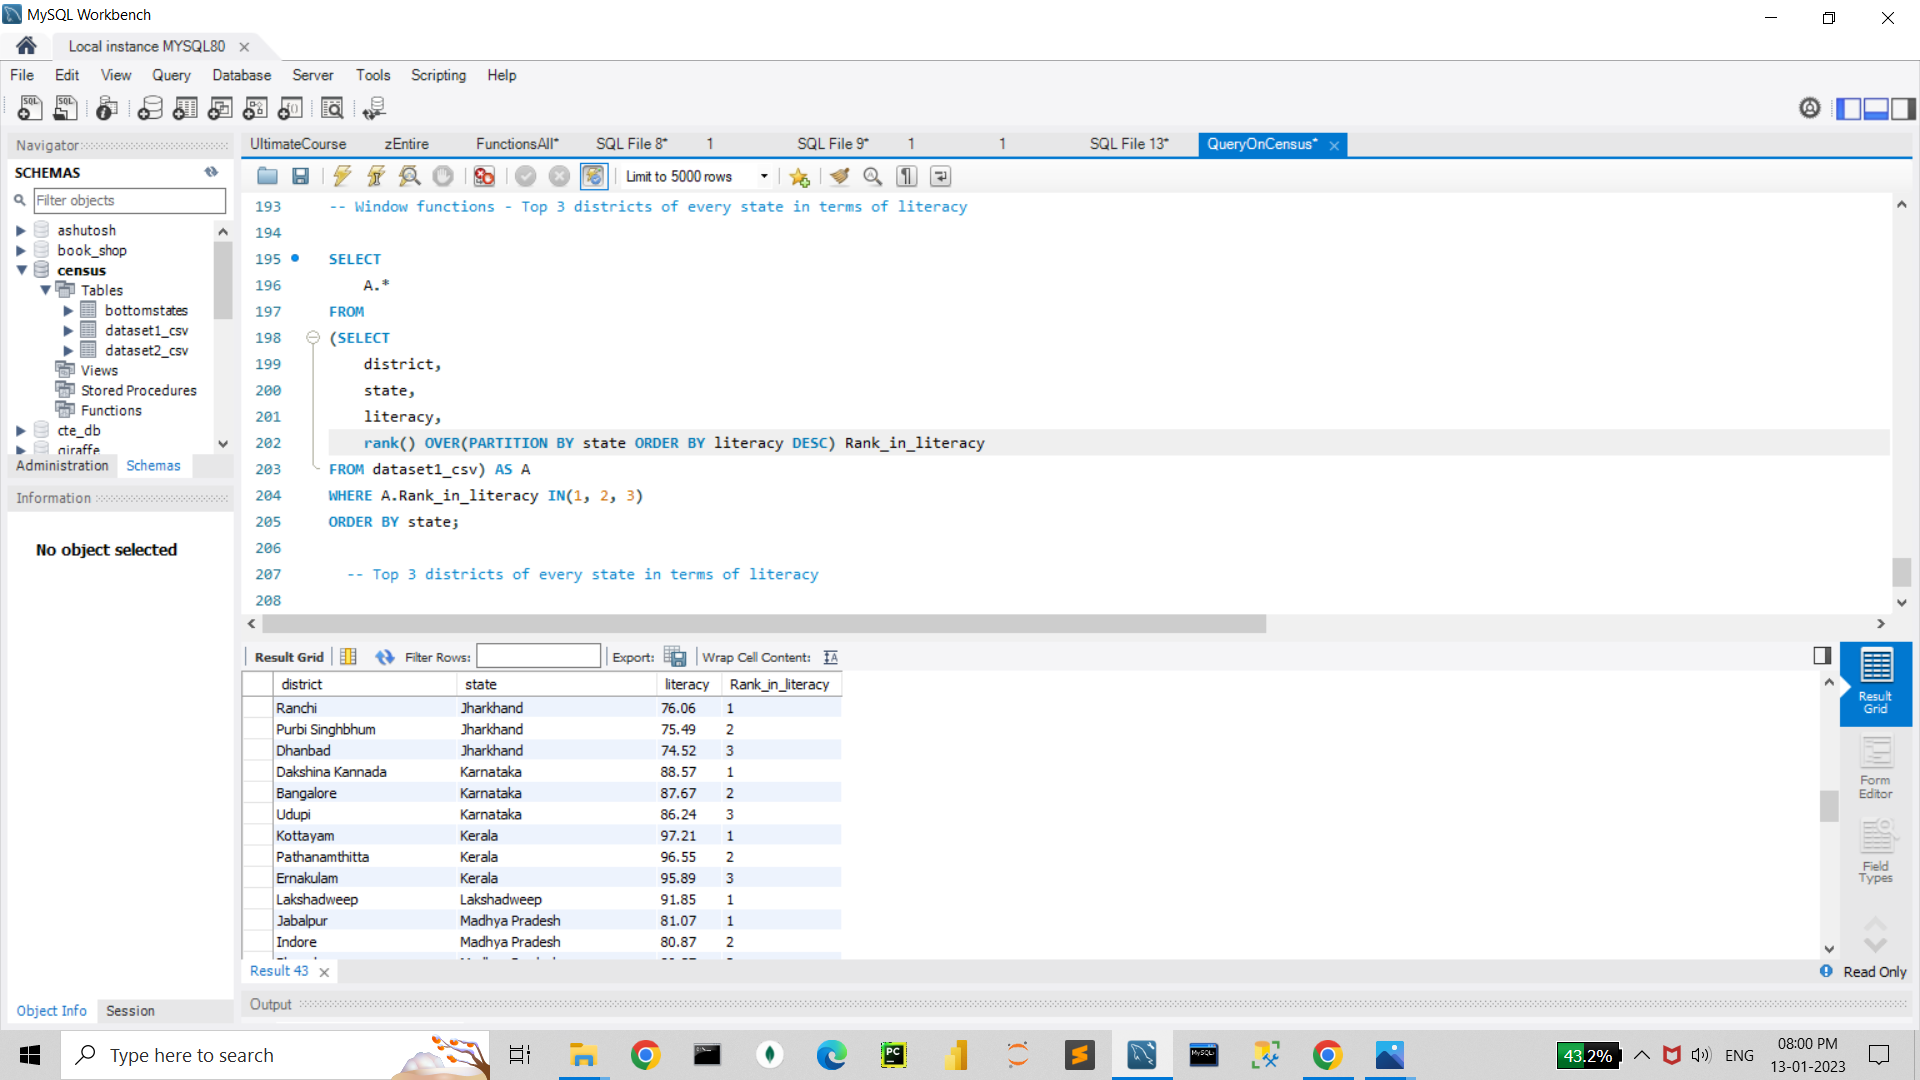 MySQL Workbench
Local instance MYSQL80
File Edit View Query Database Server Tools Scripting Help
Navigator
UltimateCourse zEntire FunctionsAll* SQL File 8* 1 SQL File 9* 1 1 SQL File 13* QueryOnCensus*
SCHEMAS
Limit to 5000 rows
Filter objects
ashutosh
book_shop
census
Tables
bottomstates
dataset1_csv
dataset2_csv
Views
Stored Procedures
Functions
cte_db
giraffe
Administration Schemas
Information
No object selected
193 -- Window functions - Top 3 districts of every state in terms of literacy
194
195 SELECT
196 A.*
197 FROM
198 (SELECT
199 district,
200 state,
201 literacy,
202 rank() OVER(PARTITION BY state ORDER BY literacy DESC) Rank_in_literacy
203 FROM dataset1_csv) AS A
204 WHERE A.Rank_in_literacy IN(1, 2, 3)
205 ORDER BY state;
206
207 -- Top 3 districts of every state in terms of literacy
208
Result Grid Filter Rows: Export: Wrap Cell Content:
district state literacy Rank_in_literacy
Ranchi Jharkhand 76.06 1
Purbi Singhbhum Jharkhand 75.49 2
Dhanbad Jharkhand 74.52 3
Dakshina Kannada Karnataka 88.57 1
Bangalore Karnataka 87.67 2
Udupi Karnataka 86.24 3
Kottayam Kerala 97.21 1
Pathanamthitta Kerala 96.55 2
Ernakulam Kerala 95.89 3
Lakshadweep Lakshadweep 91.85 1
Jabalpur Madhya Pradesh 81.07 1
Indore Madhya Pradesh 80.87 2
Result
Grid
Form
Editor
Field
Types
Result 43
Read Only
Output
Object Info Session
Type here to search
43.2%
ENG
08:00 PM
13-01-2023